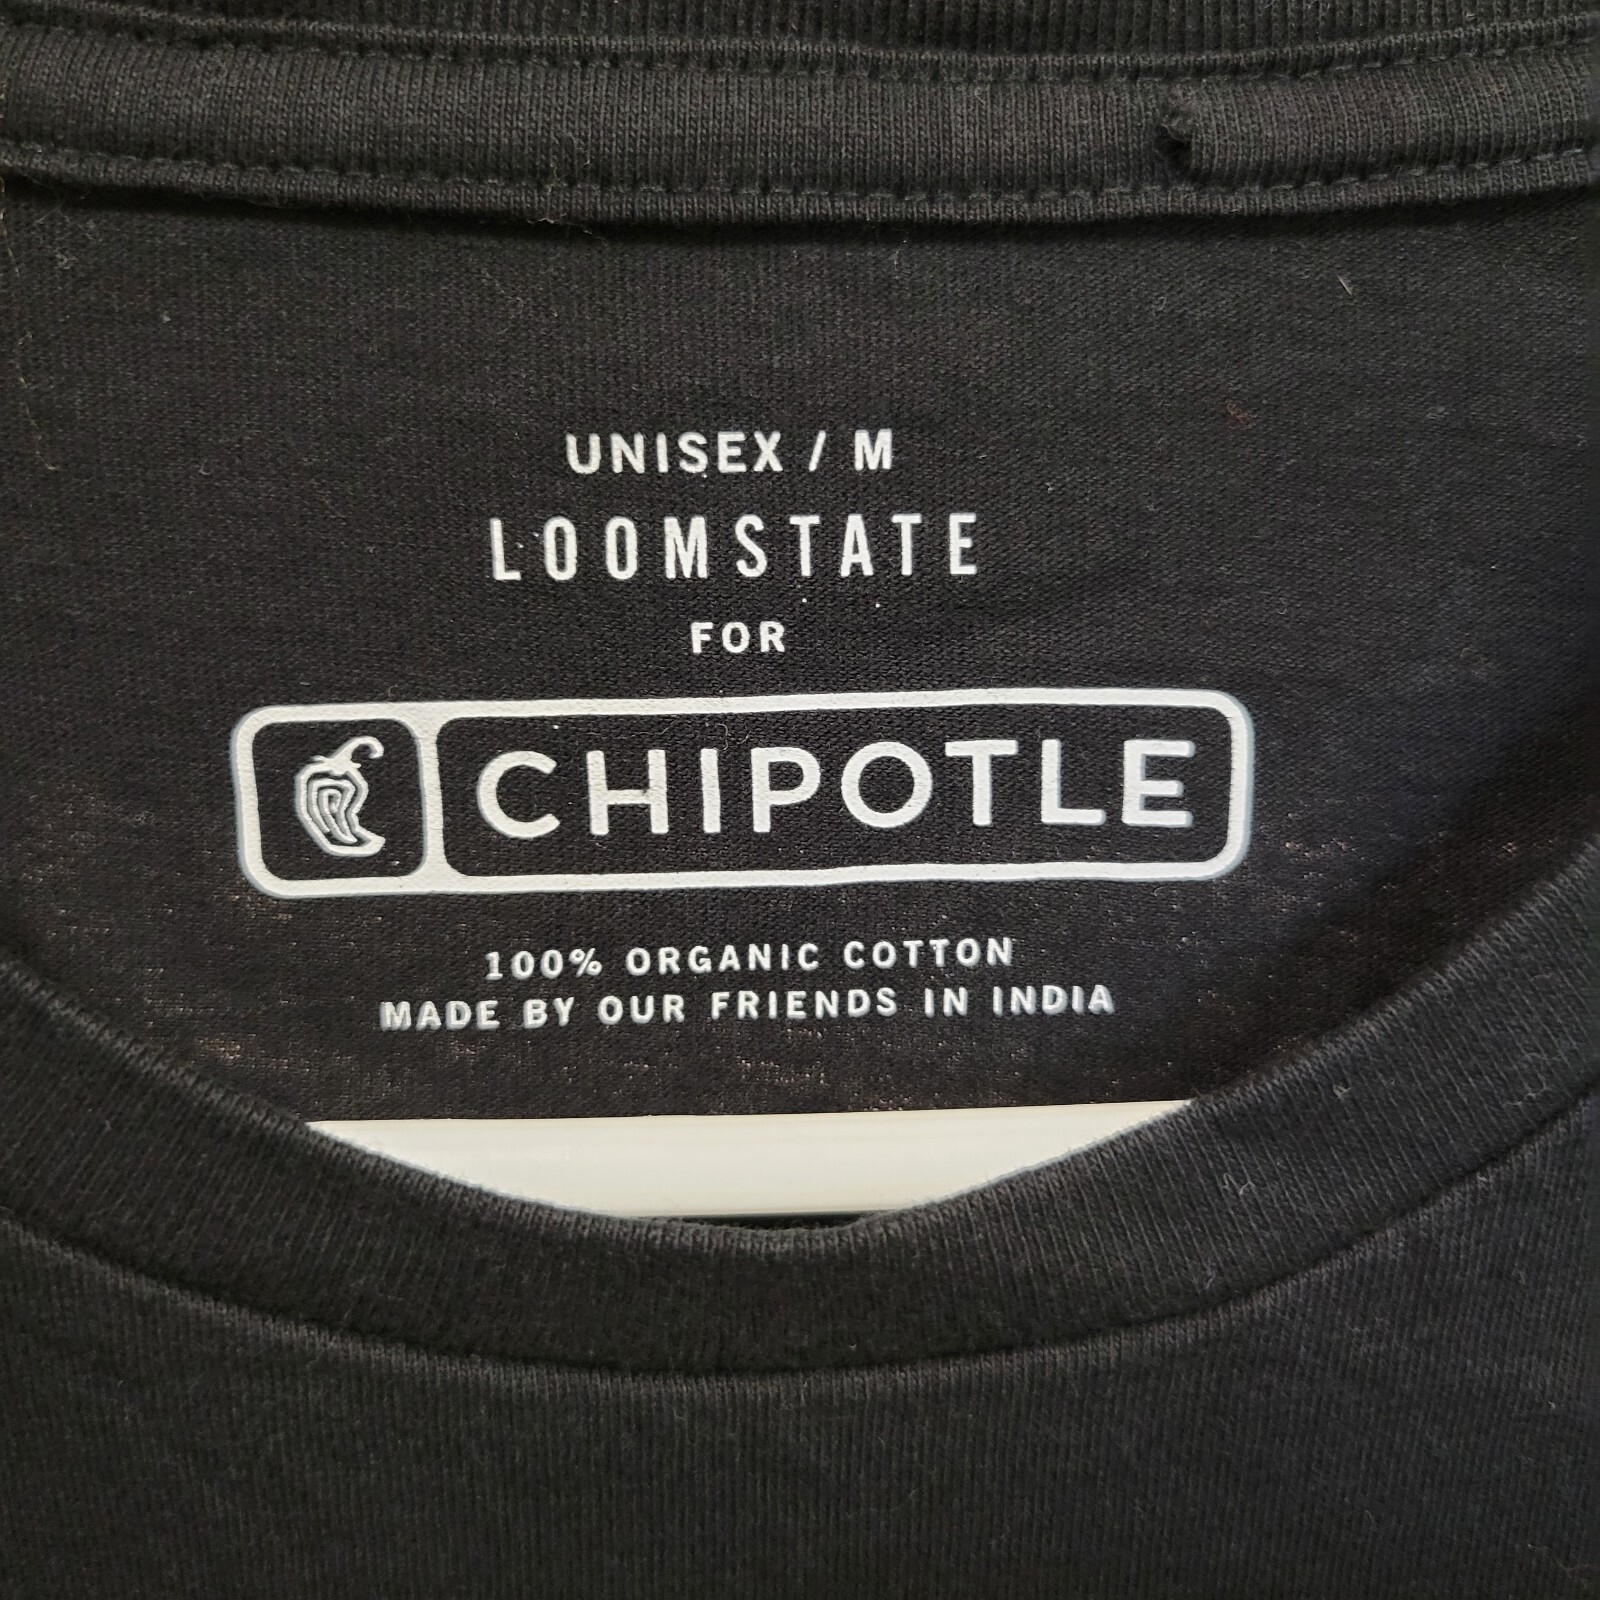 UNISEX / M
LOOMSTATE
FOR
CHIPOTLE
100% ORGANIC COTTON
MADE BY OUR FRIENDS IN INDIA